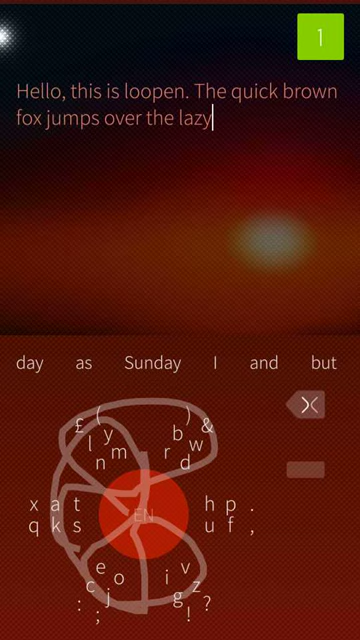 1
Hello, this is loopen. The quick brown
fox jumps over the lazy
day as Sunday I and but
£ ( ) &
l y b w
n m r d
x a t h p .
EN
q k s u f ,
e o i v
c j g z
: ; ! ?